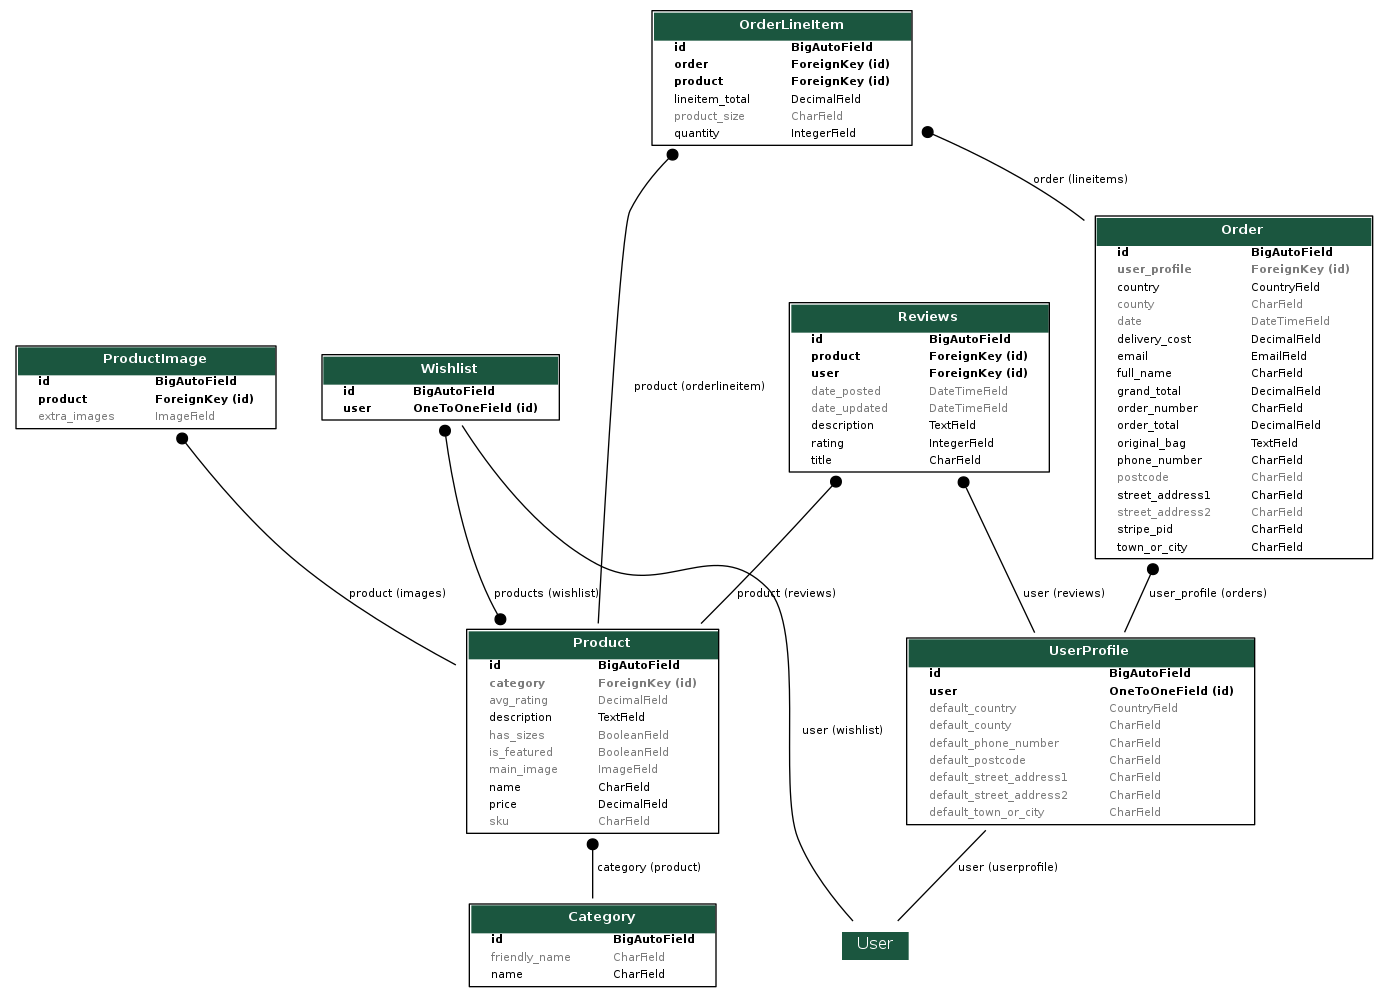 OrderLineItem
id BigAutoField
order ForeignKey (id)
product ForeignKey (id)
lineitem_total DecimalField
product_size CharField
quantity IntegerField
order (lineitems)
Order
id BigAutoField
user_profile ForeignKey (id)
country CountryField
county CharField
date DateTimeField
delivery_cost DecimalField
email EmailField
full_name CharField
grand_total DecimalField
order_number CharField
order_total DecimalField
original_bag TextField
phone_number CharField
postcode CharField
street_address1 CharField
street_address2 CharField
stripe_pid CharField
town_or_city CharField
Reviews
id BigAutoField
product ForeignKey (id)
user ForeignKey (id)
date_posted DateTimeField
date_updated DateTimeField
description TextField
rating IntegerField
title CharField
ProductImage
id BigAutoField
product ForeignKey (id)
extra_images ImageField
Wishlist
id BigAutoField
user OneToOneField (id)
product (orderlineitem)
product (images)
products (wishlist)
product (reviews)
user (reviews)
user_profile (orders)
Product
id BigAutoField
category ForeignKey (id)
avg_rating DecimalField
description TextField
has_sizes BooleanField
is_featured BooleanField
main_image ImageField
name CharField
price DecimalField
sku CharField
user (wishlist)
UserProfile
id BigAutoField
user OneToOneField (id)
default_country CountryField
default_county CharField
default_phone_number CharField
default_postcode CharField
default_street_address1 CharField
default_street_address2 CharField
default_town_or_city CharField
category (product)
user (userprofile)
Category
id BigAutoField
friendly_name CharField
name CharField
User